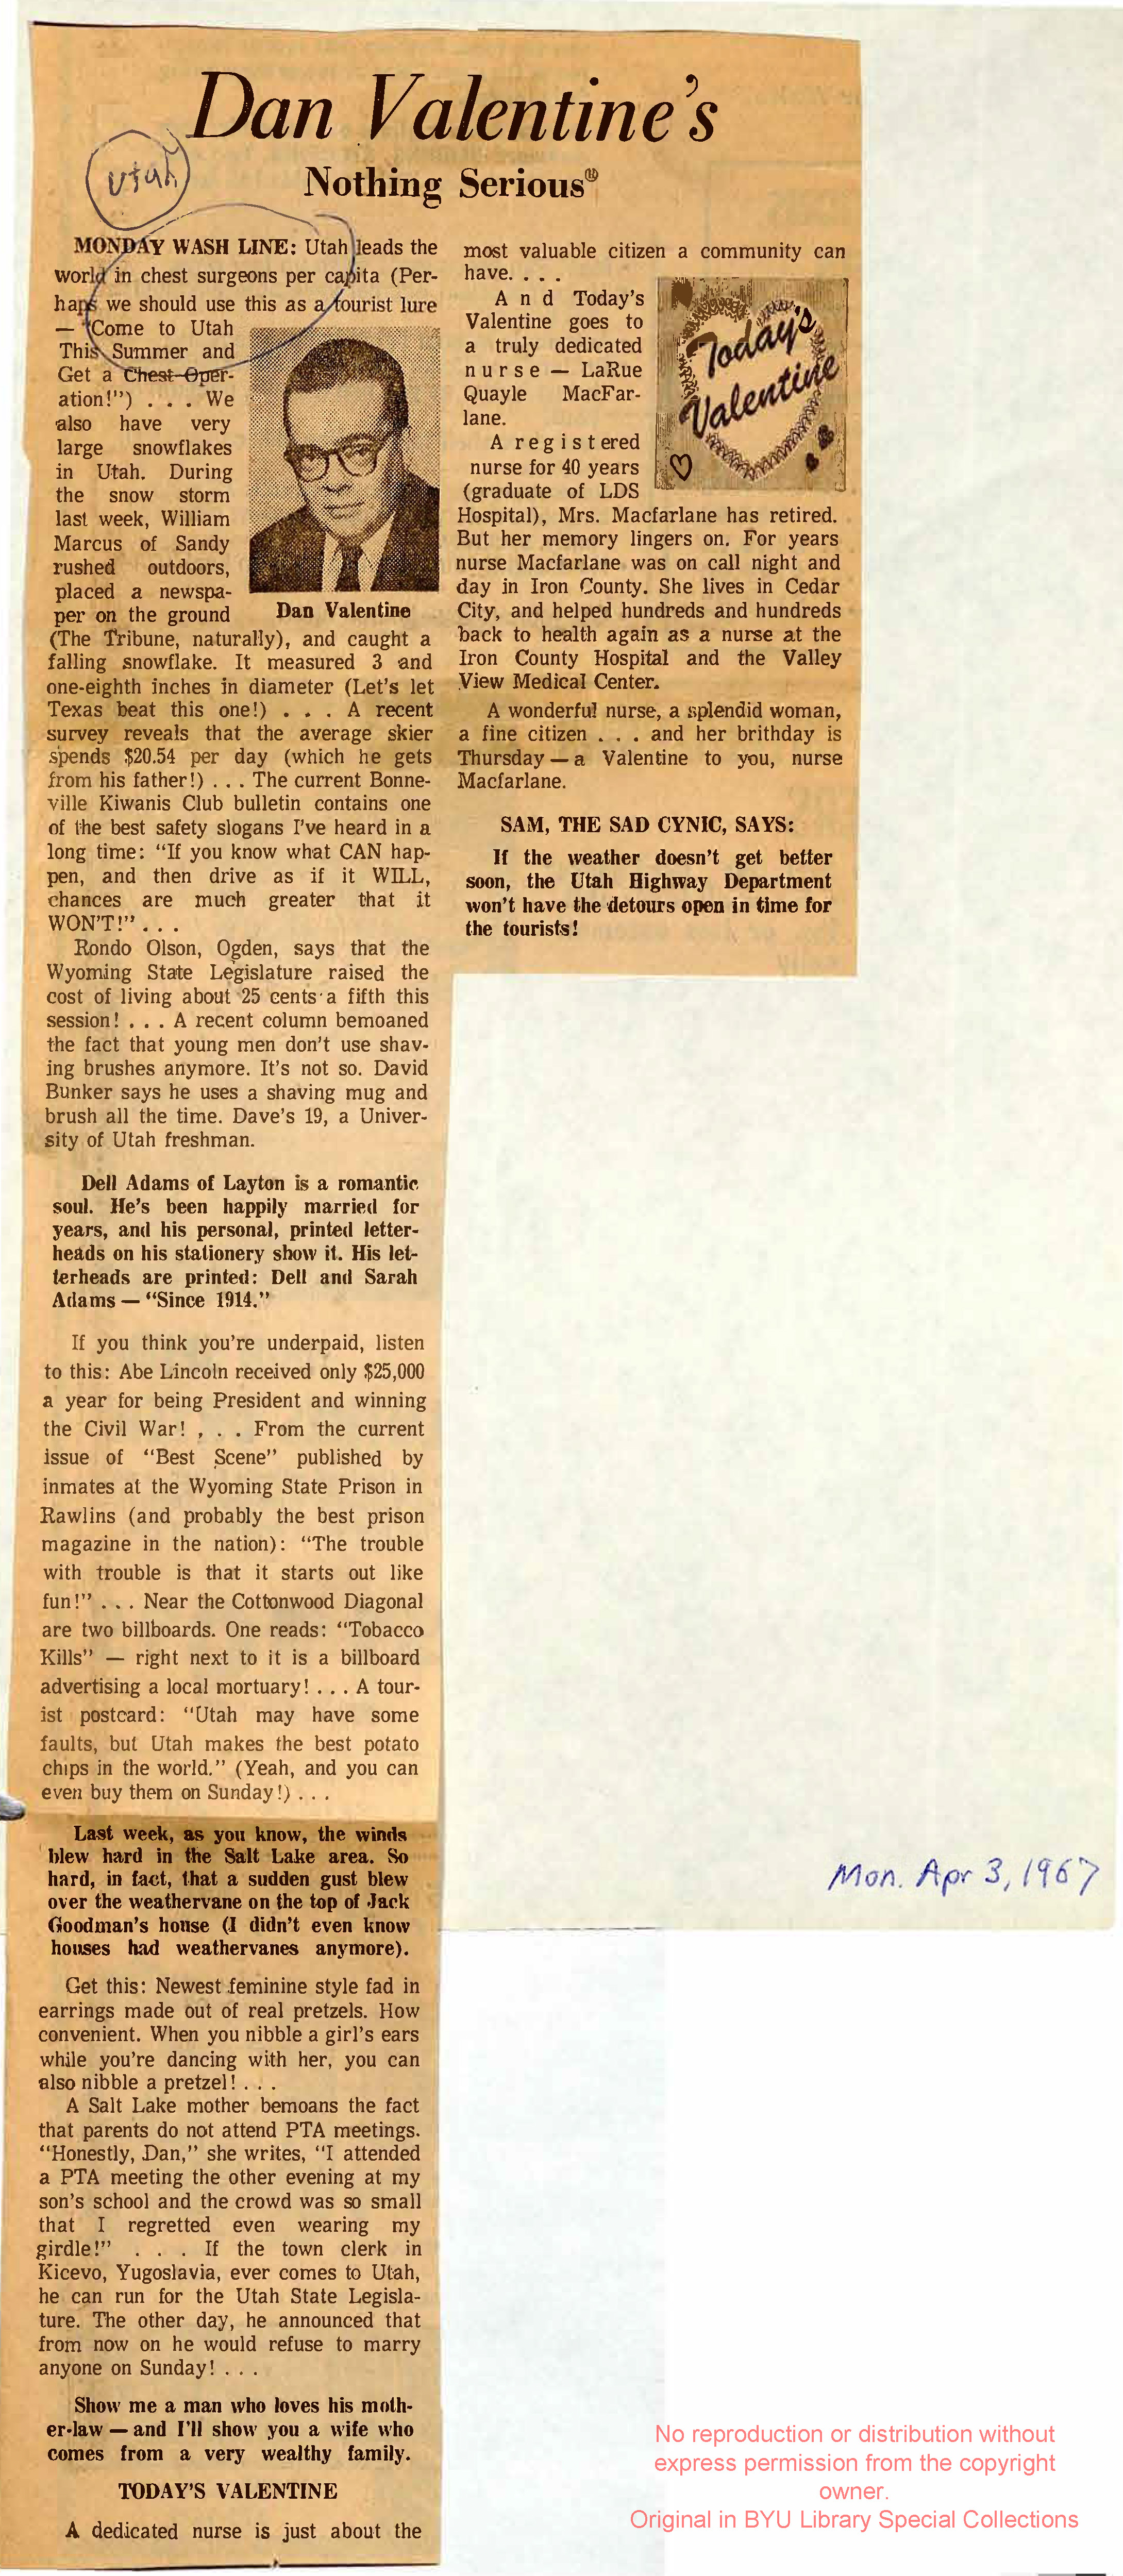 Dan Valentine's
Nothing Serious®
Utah
MONDAY WASH LINE: Utah leads the
world in chest surgeons per capita (Per-
haps we should use this as a tourist lure
— "Come to Utah
This Summer and
Get a Chest Oper-
ation!") . . . We
also have very
large snowflakes
in Utah. During
the snow storm
last week, William
Marcus of Sandy
rushed outdoors,
placed a newspa-
per on the ground
Dan Valentine
(The Tribune, naturally), and caught a
falling snowflake. It measured 3 and
one-eighth inches in diameter (Let's let
Texas beat this one!) . . . A recent
survey reveals that the average skier
spends $20.54 per day (which he gets
from his father!) . . . The current Bonne-
ville Kiwanis Club bulletin contains one
of the best safety slogans I've heard in a
long time: "If you know what CAN hap-
pen, and then drive as if it WILL,
chances are much greater that it
WON'T!" . . .
Rondo Olson, Ogden, says that the
Wyoming State Legislature raised the
cost of living about 25 cents a fifth this
session! . . . A recent column bemoaned
the fact that young men don't use shav-
ing brushes anymore. It's not so. David
Bunker says he uses a shaving mug and
brush all the time. Dave's 19, a Univer-
sity of Utah freshman.
Dell Adams of Layton is a romantic
soul. He's been happily married for
years, and his personal, printed letter-
heads on his stationery show it. His let-
terheads are printed: Dell and Sarah
Adams — "Since 1914."
If you think you're underpaid, listen
to this: Abe Lincoln received only $25,000
a year for being President and winning
the Civil War! , . . From the current
issue of "Best Scene" published by
inmates at the Wyoming State Prison in
Rawlins (and probably the best prison
magazine in the nation): "The trouble
with trouble is that it starts out like
fun!" . . . Near the Cottonwood Diagonal
are two billboards. One reads: "Tobacco
Kills" — right next to it is a billboard
advertising a local mortuary! . . . A tour-
ist postcard: "Utah may have some
faults, but Utah makes the best potato
chips in the world." (Yeah, and you can
even buy them on Sunday!) . . .
Last week, as you know, the winds
blew hard in the Salt Lake area. So
hard, in fact, that a sudden gust blew
over the weathervane on the top of Jack
Goodman's house (I didn't even know
houses had weathervanes anymore).
Get this: Newest feminine style fad in
earrings made out of real pretzels. How
convenient. When you nibble a girl's ears
while you're dancing with her, you can
also nibble a pretzel! . . .
A Salt Lake mother bemoans the fact
that parents do not attend PTA meetings.
"Honestly, Dan," she writes, "I attended
a PTA meeting the other evening at my
son's school and the crowd was so small
that I regretted even wearing my
girdle!" . . . If the town clerk in
Kicevo, Yugoslavia, ever comes to Utah,
he can run for the Utah State Legisla-
ture. The other day, he announced that
from now on he would refuse to marry
anyone on Sunday! . . .
Show me a man who loves his moth-
er-law — and I'll show you a wife who
comes from a very wealthy family.
TODAY'S VALENTINE
A dedicated nurse is just about the
most valuable citizen a community can
have. . . .
And Today's
Valentine goes to
a truly dedicated
nurse — LaRue
Quayle MacFar-
lane.
Today's
Valentine
A registered
nurse for 40 years
(graduate of LDS
Hospital), Mrs. Macfarlane has retired.
But her memory lingers on. For years
nurse Macfarlane was on call night and
day in Iron County. She lives in Cedar
City, and helped hundreds and hundreds
back to health again as a nurse at the
Iron County Hospital and the Valley
View Medical Center.
A wonderful nurse, a splendid woman,
a fine citizen . . . and her brithday is
Thursday — a Valentine to you, nurse
Macfarlane.
SAM, THE SAD CYNIC, SAYS:
If the weather doesn't get better
soon, the Utah Highway Department
won't have the detours open in time for
the tourists!
Mon. Apr 3, 1967
No reproduction or distribution without
express permission from the copyright
owner.
Original in BYU Library Special Collections